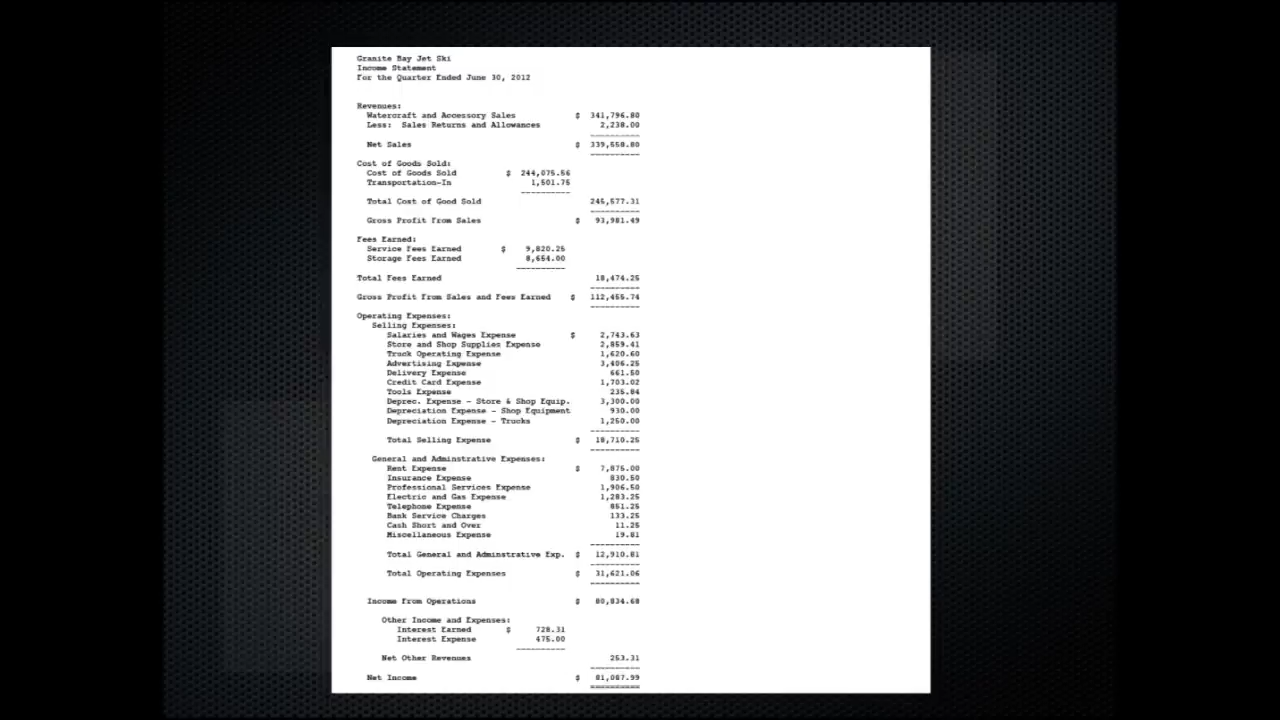 Granite Bay Jet Ski
Income Statement
For the Quarter Ended June 30, 2012
Revenues:
Watercraft and Accessory Sales $ 341,796.80
Less: Sales Returns and Allowances 2,238.00
----------
Net Sales $ 339,558.80
----------
Cost of Goods Sold:
Cost of Goods Sold $ 244,075.56
Transportation-In 1,501.75
----------
Total Cost of Good Sold 245,577.31
----------
Gross Profit from Sales $ 93,981.49
Fees Earned:
Service Fees Earned $ 9,820.25
Storage Fees Earned 8,654.00
----------
Total Fees Earned 18,474.25
----------
Gross Profit from Sales and Fees Earned $ 112,455.74
----------
Operating Expenses:
Selling Expenses:
Salaries and Wages Expense $ 2,743.63
Store and Shop Supplies Expense 2,859.41
Truck Operating Expense 1,620.60
Advertising Expense 3,406.25
Delivery Expense 661.50
Credit Card Expense 1,703.02
Tools Expense 235.84
Deprec. Expense - Store & Shop Equip. 3,300.00
Depreciation Expense - Shop Equipment 930.00
Depreciation Expense - Trucks 1,250.00
----------
Total Selling Expense $ 18,710.25
----------
General and Adminstrative Expenses:
Rent Expense $ 7,875.00
Insurance Expense 830.50
Professional Services Expense 1,906.50
Electric and Gas Expense 1,283.25
Telephone Expense 851.25
Bank Service Charges 133.25
Cash Short and Over 11.25
Miscellaneous Expense 19.81
----------
Total General and Adminstrative Exp. $ 12,910.81
----------
Total Operating Expenses $ 31,621.06
----------
Income from Operations $ 80,834.68
Other Income and Expenses:
Interest Earned $ 728.31
Interest Expense 475.00
----------
Net Other Revenues 253.31
----------
Net Income $ 81,087.99
==========